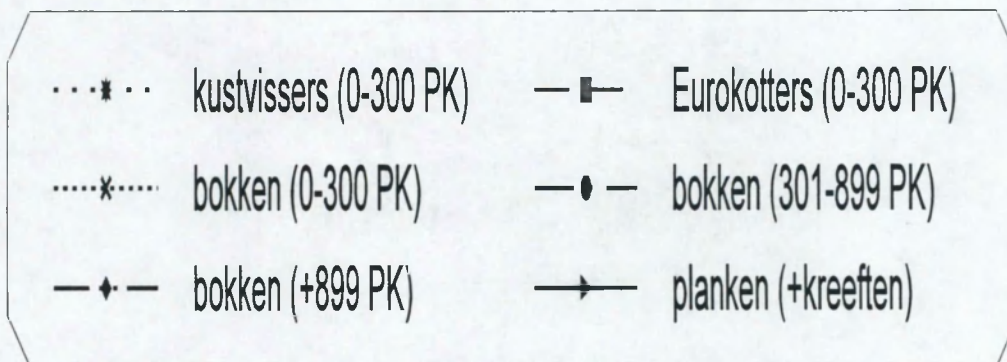 kustvissers (0-300 PK) Eurokotters (0-300 PK)
bokken (0-300 PK) bokken (301-899 PK)
bokken (+899 PK) planken (+kreeften)